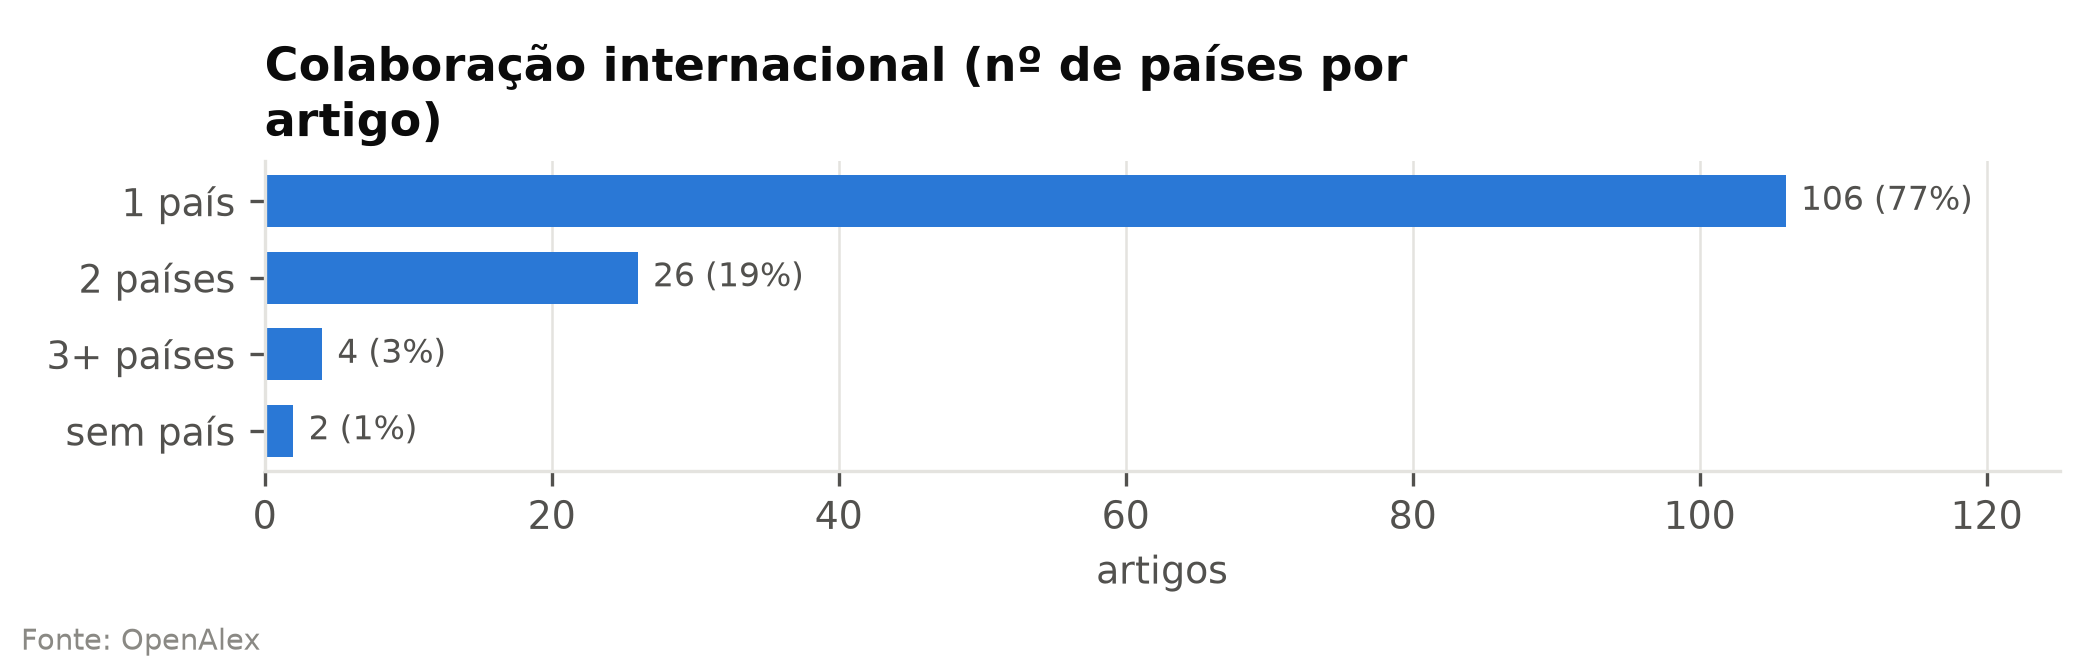 Colaboração internacional (nº de países por
artigo)
1 país
106 (77%)
2 países
26 (19%)
3+ países
4 (3%)
sem país
2 (1%)
0 20 40 60 80 100 120
artigos
Fonte: OpenAlex